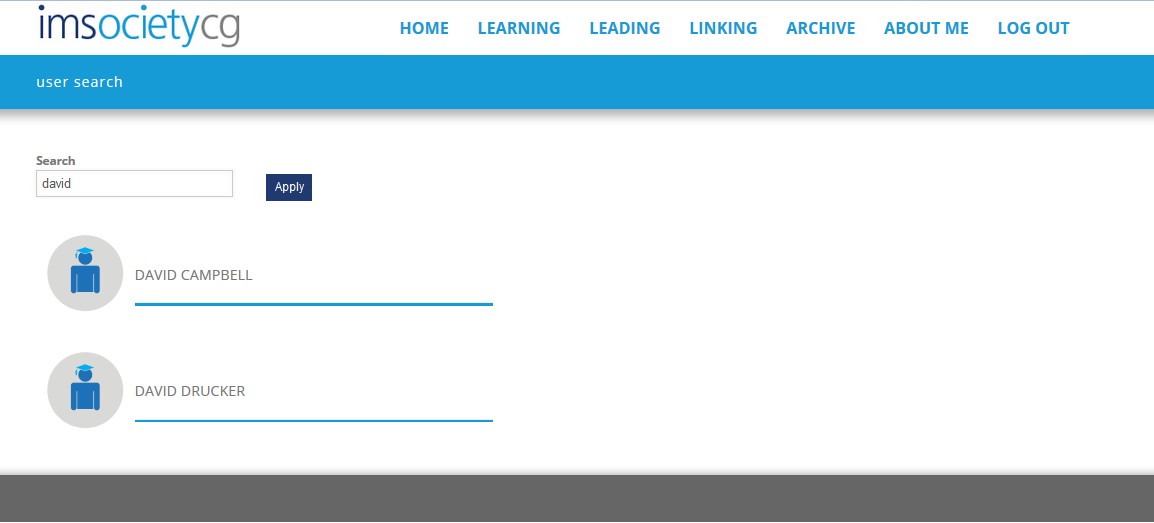 imsocietycg
HOME LEARNING LEADING LINKING ARCHIVE ABOUT ME LOG OUT
user search
Search
david
Apply
DAVID CAMPBELL
DAVID DRUCKER